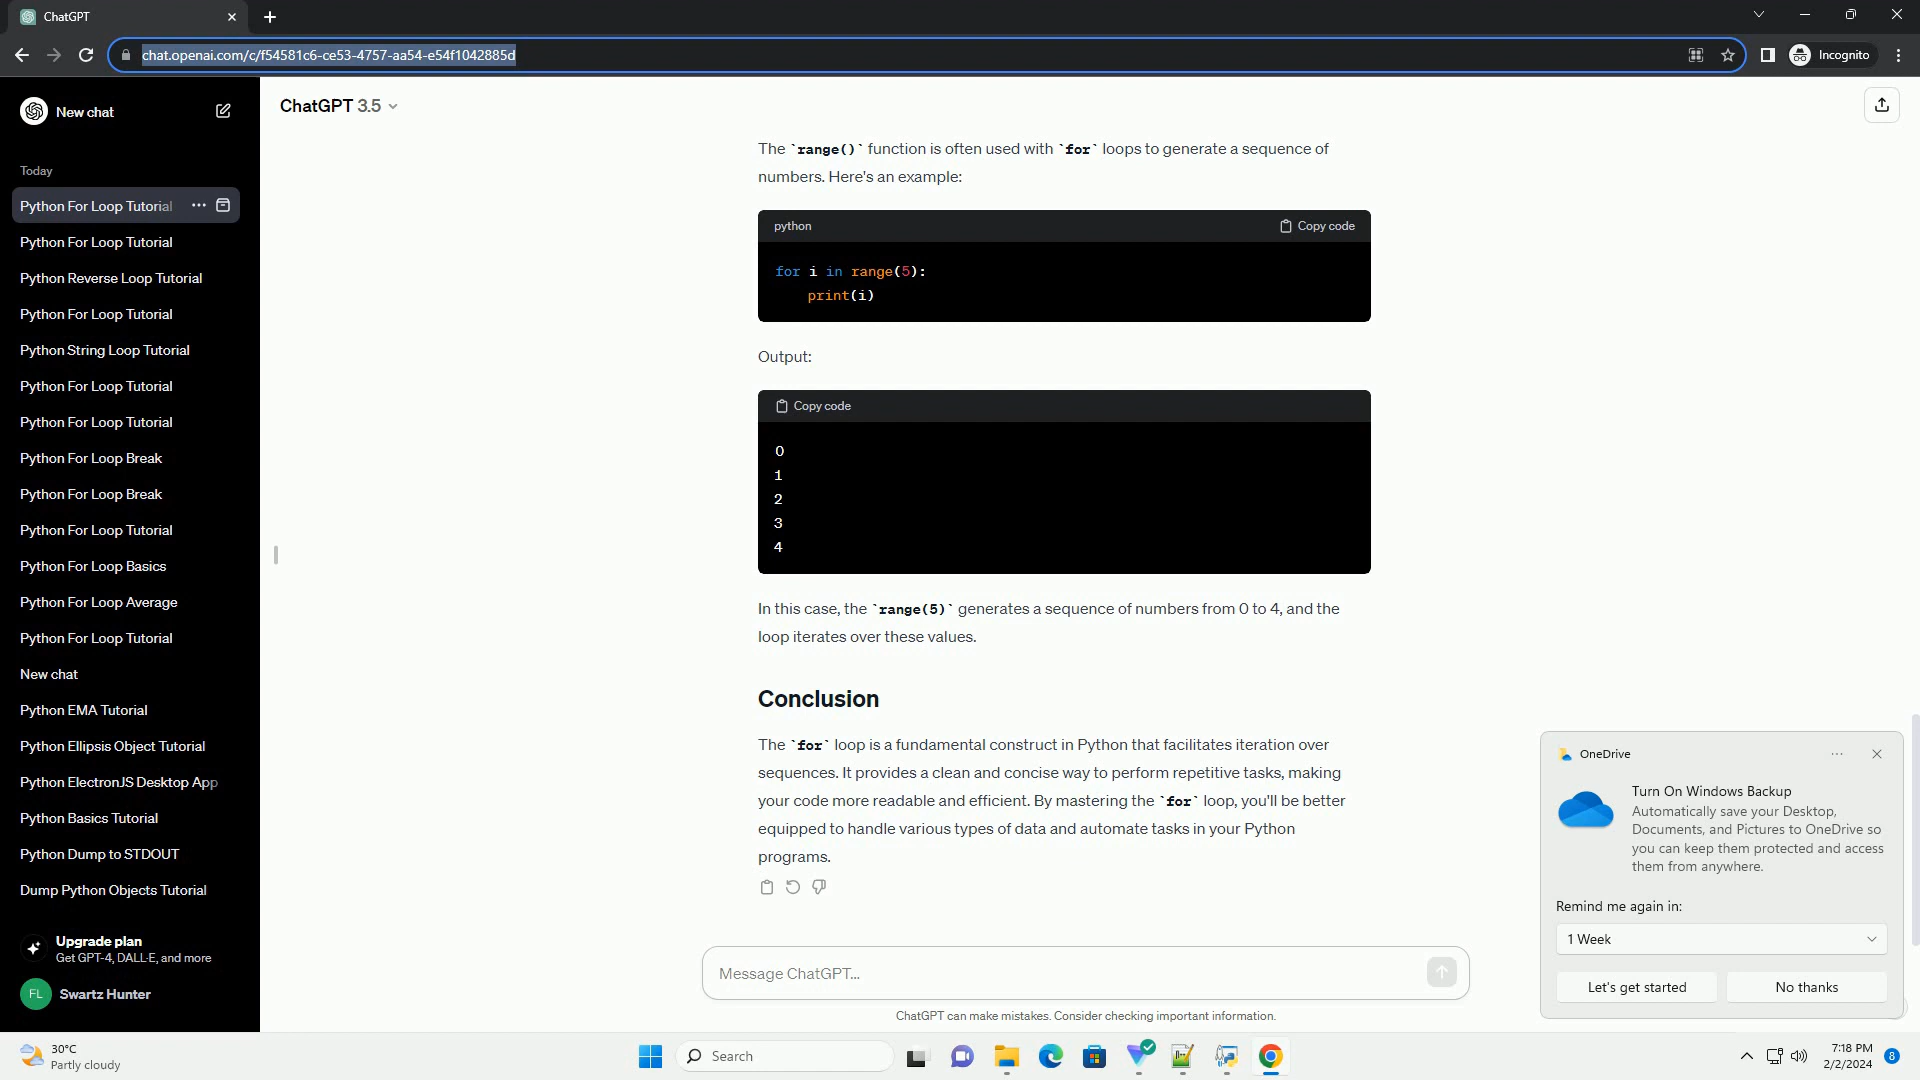 ChatGPT
chat.openai.com/c/f54581c6-ce53-4757-aa54-e54f1042885d
Incognito
New chat
Today
Python For Loop Tutorial
Python For Loop Tutorial
Python Reverse Loop Tutorial
Python For Loop Tutorial
Python String Loop Tutorial
Python For Loop Tutorial
Python For Loop Tutorial
Python For Loop Break
Python For Loop Break
Python For Loop Tutorial
Python For Loop Basics
Python For Loop Average
Python For Loop Tutorial
New chat
Python EMA Tutorial
Python Ellipsis Object Tutorial
Python ElectronJS Desktop App
Python Basics Tutorial
Python Dump to STDOUT
Dump Python Objects Tutorial
Upgrade plan
Get GPT-4, DALL·E, and more
FL
Swartz Hunter
ChatGPT 3.5
The `range()` function is often used with `for` loops to generate a sequence of
numbers. Here's an example:
python
Copy code
for i in range(5):
print(i)
Output:
Copy code
0
1
2
3
4
In this case, the `range(5)` generates a sequence of numbers from 0 to 4, and the
loop iterates over these values.
Conclusion
The `for` loop is a fundamental construct in Python that facilitates iteration over
sequences. It provides a clean and concise way to perform repetitive tasks, making
your code more readable and efficient. By mastering the `for` loop, you'll be better
equipped to handle various types of data and automate tasks in your Python
programs.
Message ChatGPT...
ChatGPT can make mistakes. Consider checking important information.
OneDrive
Turn On Windows Backup
Automatically save your Desktop,
Documents, and Pictures to OneDrive so
you can keep them protected and access
them from anywhere.
Remind me again in:
1 Week
Let's get started
No thanks
30°C
Partly cloudy
Search
7:18 PM
2/2/2024
8